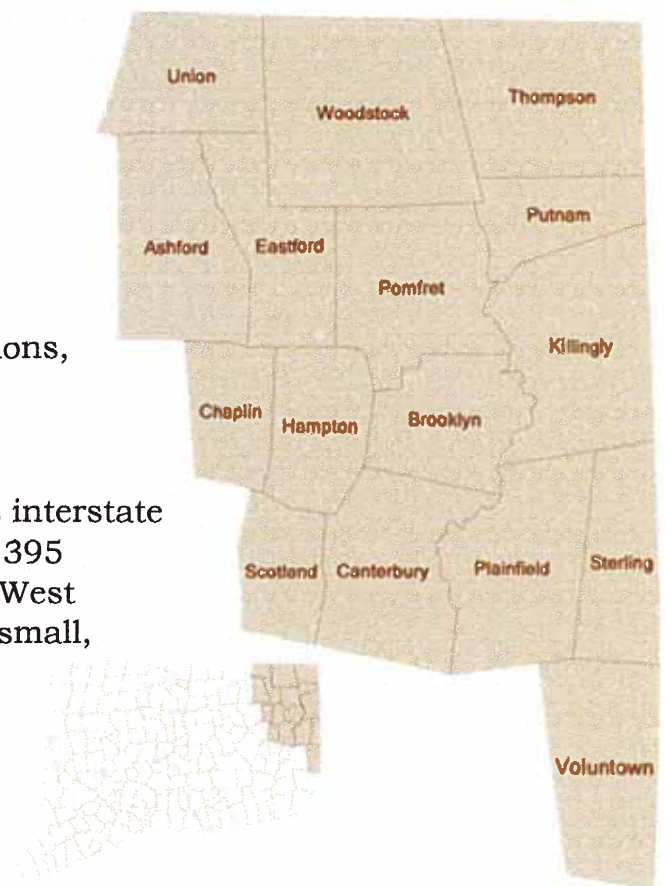 Union
Woodstock
Thompson
Putnam
Ashford
Eastford
Pomfret
Killingly
Chaplin
Hampton
Brooklyn
Scotland
Canterbury
Plainfield
Sterling
Voluntown
ions,
interstate
395
West
small,